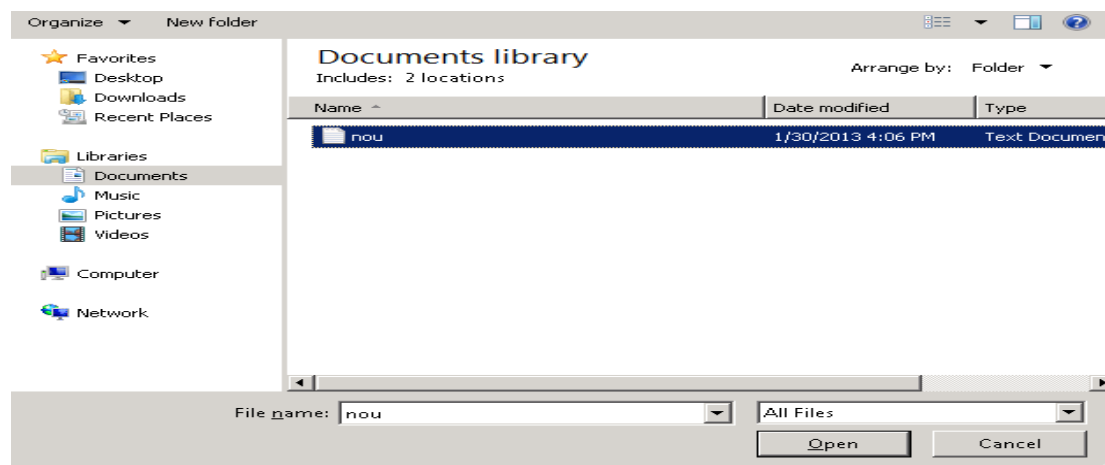 Organize New folder
Favorites
Desktop
Downloads
Recent Places
Libraries
Documents
Music
Pictures
Videos
Computer
Network
Documents library
Includes: 2 locations
Arrange by: Folder
Name Date modified Type
nou 1/30/2013 4:06 PM Text Documen
File name: nou All Files
Open Cancel